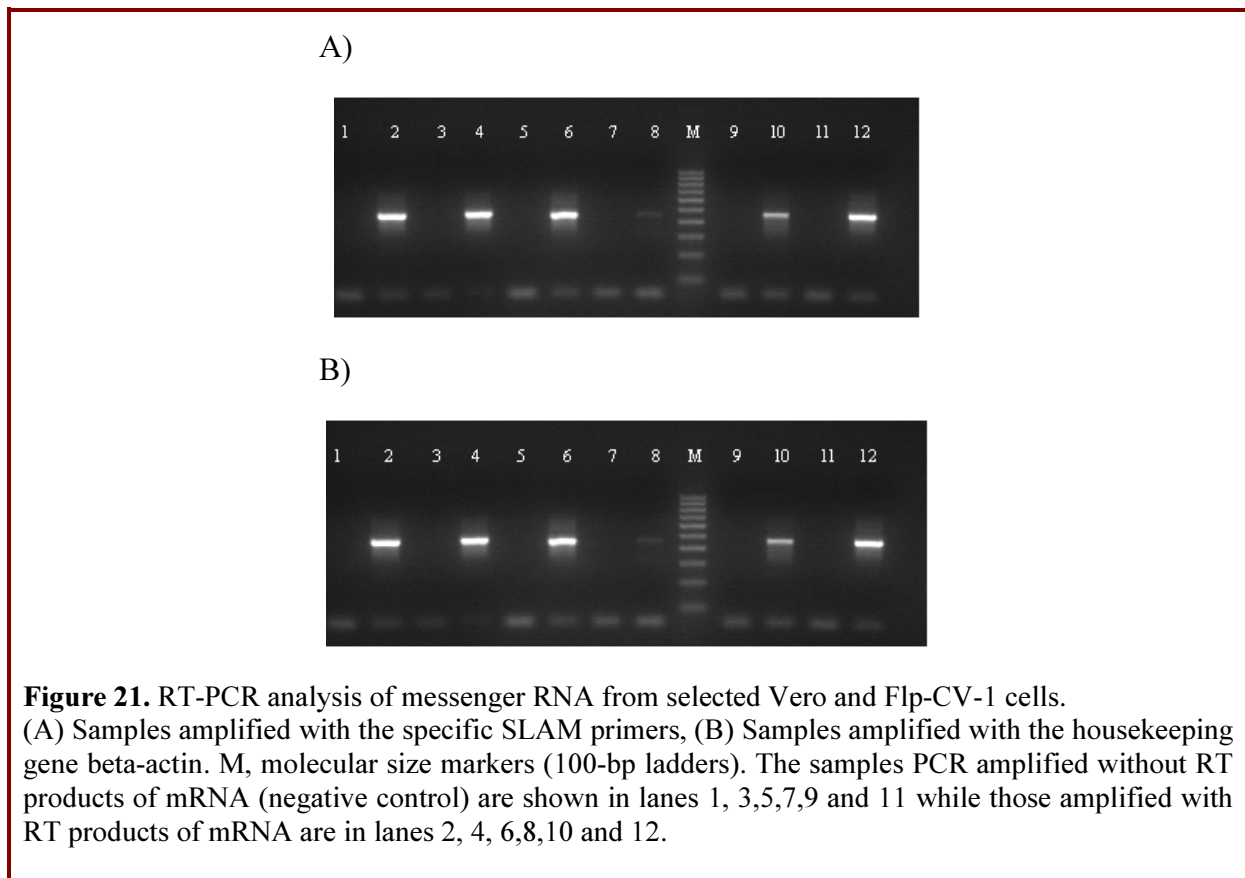 A)
1 2 3 4 5 6 7 8 M 9 10 11 12
B)
1 2 3 4 5 6 7 8 M 9 10 11 12
Figure 21. RT-PCR analysis of messenger RNA from selected Vero and Flp-CV-1 cells.
(A) Samples amplified with the specific SLAM primers, (B) Samples amplified with the housekeeping
gene beta-actin. M, molecular size markers (100-bp ladders). The samples PCR amplified without RT
products of mRNA (negative control) are shown in lanes 1, 3,5,7,9 and 11 while those amplified with
RT products of mRNA are in lanes 2, 4, 6,8,10 and 12.